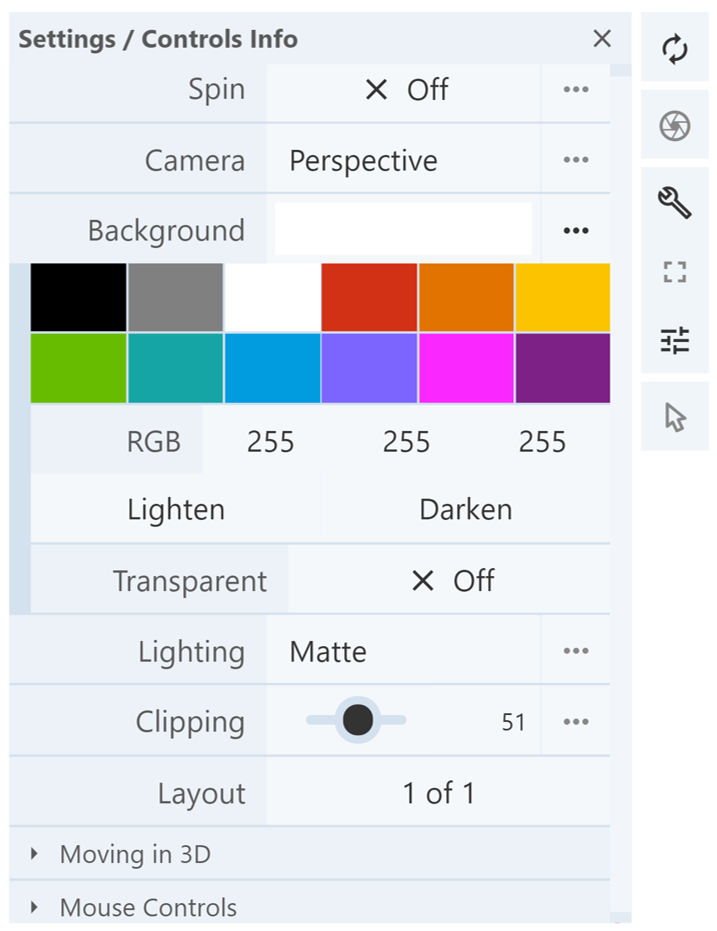 Settings / Controls Info
Spin Off
Camera Perspective
Background
RGB 255 255 255
Lighten Darken
Transparent Off
Lighting Matte
Clipping 51
Layout 1 of 1
Moving in 3D
Mouse Controls